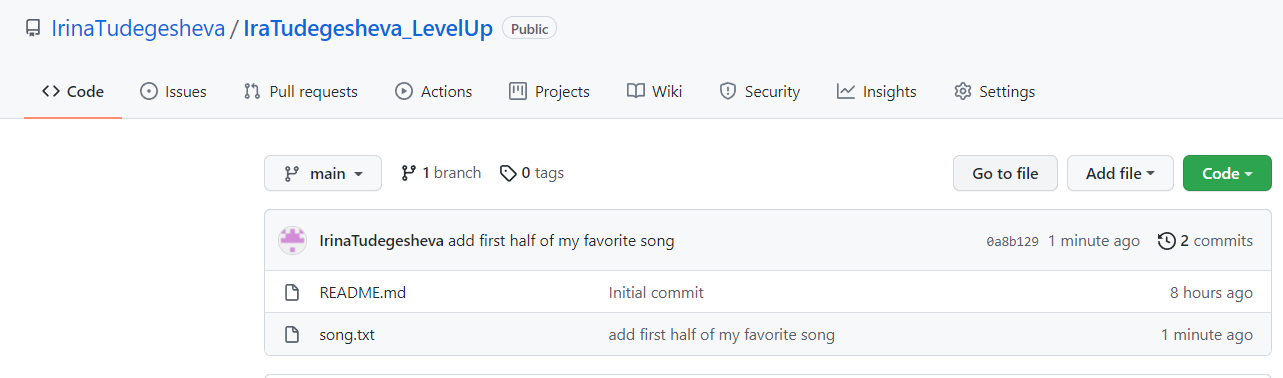 IrinaTudegesheva / IraTudegesheva_LevelUp Public
Code Issues Pull requests Actions Projects Wiki Security Insights Settings
main 1 branch 0 tags Go to file Add file Code
IrinaTudegesheva add first half of my favorite song 0a8b129 1 minute ago 2 commits
README.md Initial commit 8 hours ago
song.txt add first half of my favorite song 1 minute ago